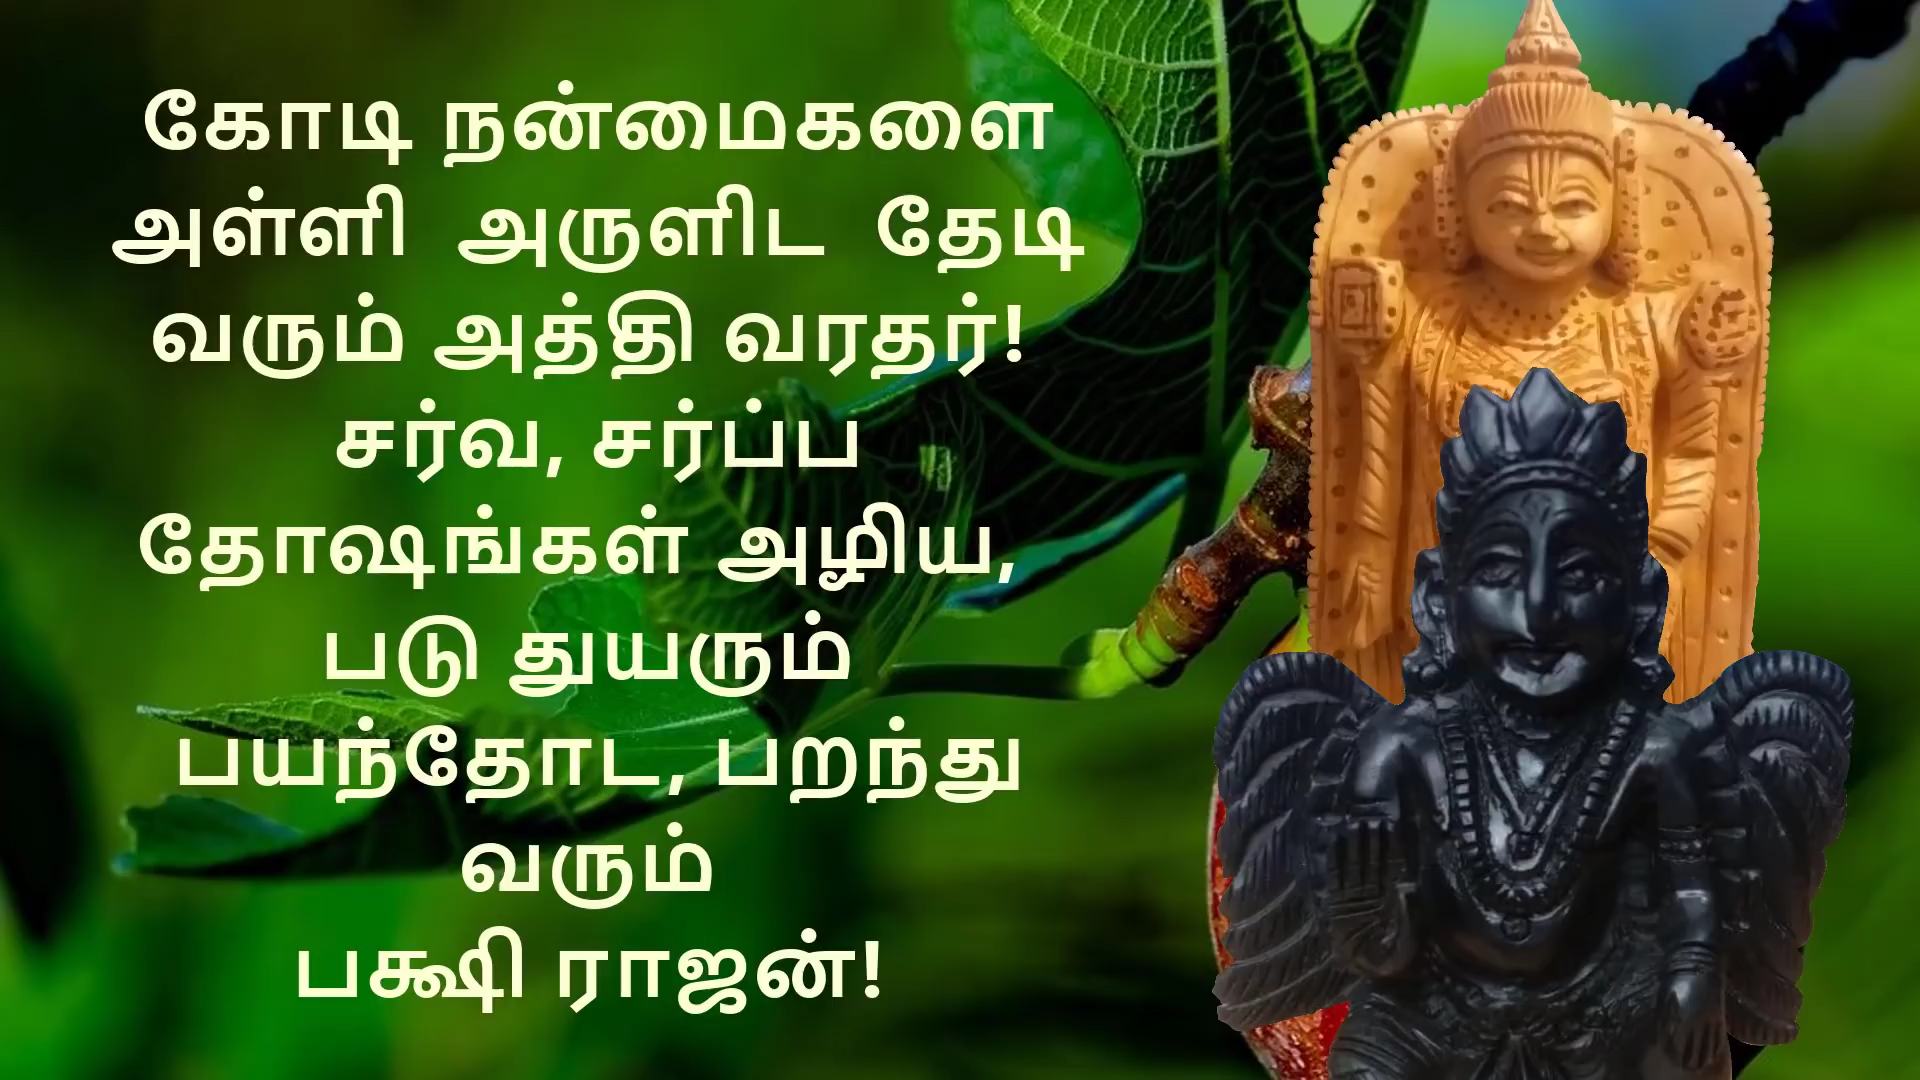 கோடி நன்மைகளை
அள்ளி அருளிட தேடி
வரும் அத்தி வரதர்!
சர்வ, சர்ப்ப
தோஷங்கள் அழிய,
படு துயரும்
பயந்தோட, பறந்து
வரும்
பக்ஷி ராஜன்!